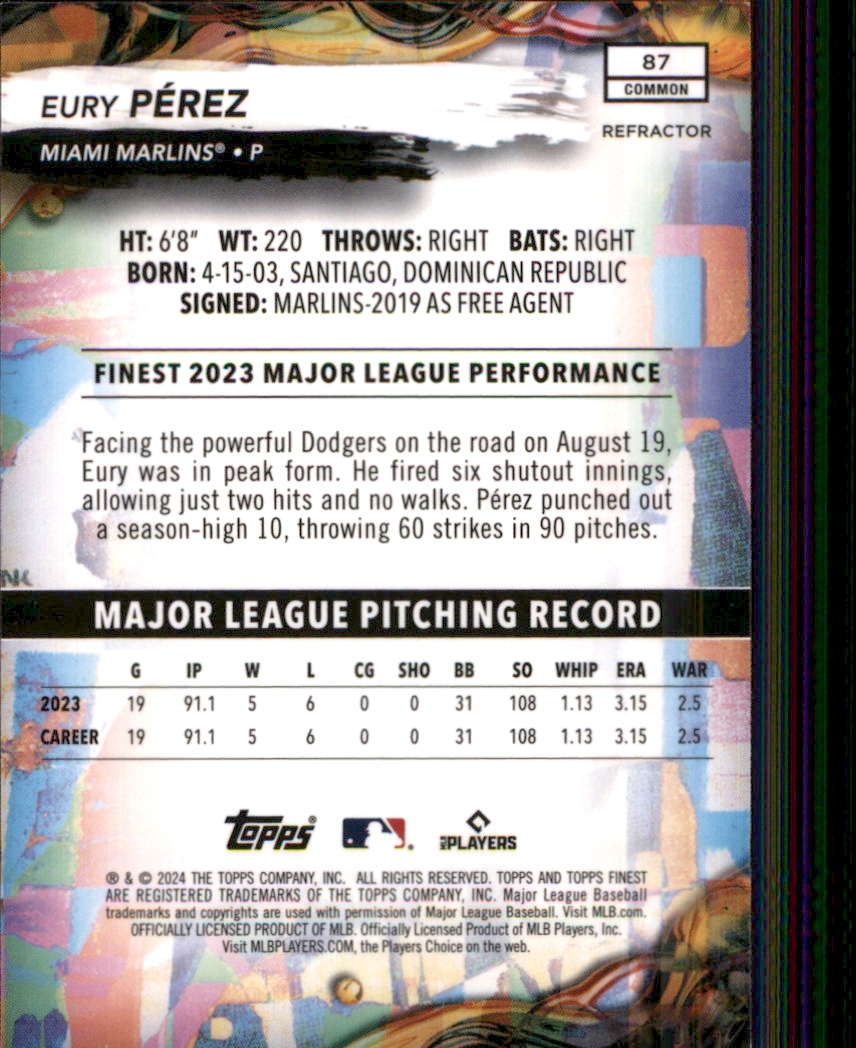 EURY PÉREZ
MIAMI MARLINS® • P
87
COMMON
REFRACTOR
HT: 6'8" WT: 220 THROWS: RIGHT BATS: RIGHT
BORN: 4-15-03, SANTIAGO, DOMINICAN REPUBLIC
SIGNED: MARLINS-2019 AS FREE AGENT
FINEST 2023 MAJOR LEAGUE PERFORMANCE
Facing the powerful Dodgers on the road on August 19,
Eury was in peak form. He fired six shutout innings,
allowing just two hits and no walks. Pérez punched out
a season-high 10, throwing 60 strikes in 90 pitches.
NK
MAJOR LEAGUE PITCHING RECORD
G IP W L CG SHO BB SO WHIP ERA WAR
2023 19 91.1 5 6 0 0 31 108 1.13 3.15 2.5
CAREER 19 91.1 5 6 0 0 31 108 1.13 3.15 2.5
Topps® MLB PLAYERS
® & © 2024 THE TOPPS COMPANY, INC. ALL RIGHTS RESERVED. TOPPS AND TOPPS FINEST
ARE REGISTERED TRADEMARKS OF THE TOPPS COMPANY, INC. Major League Baseball
trademarks and copyrights are used with permission of Major League Baseball. Visit MLB.com.
OFFICIALLY LICENSED PRODUCT OF MLB. Officially Licensed Product of MLB Players, Inc.
Visit MLBPLAYERS.COM, the Players Choice on the web.